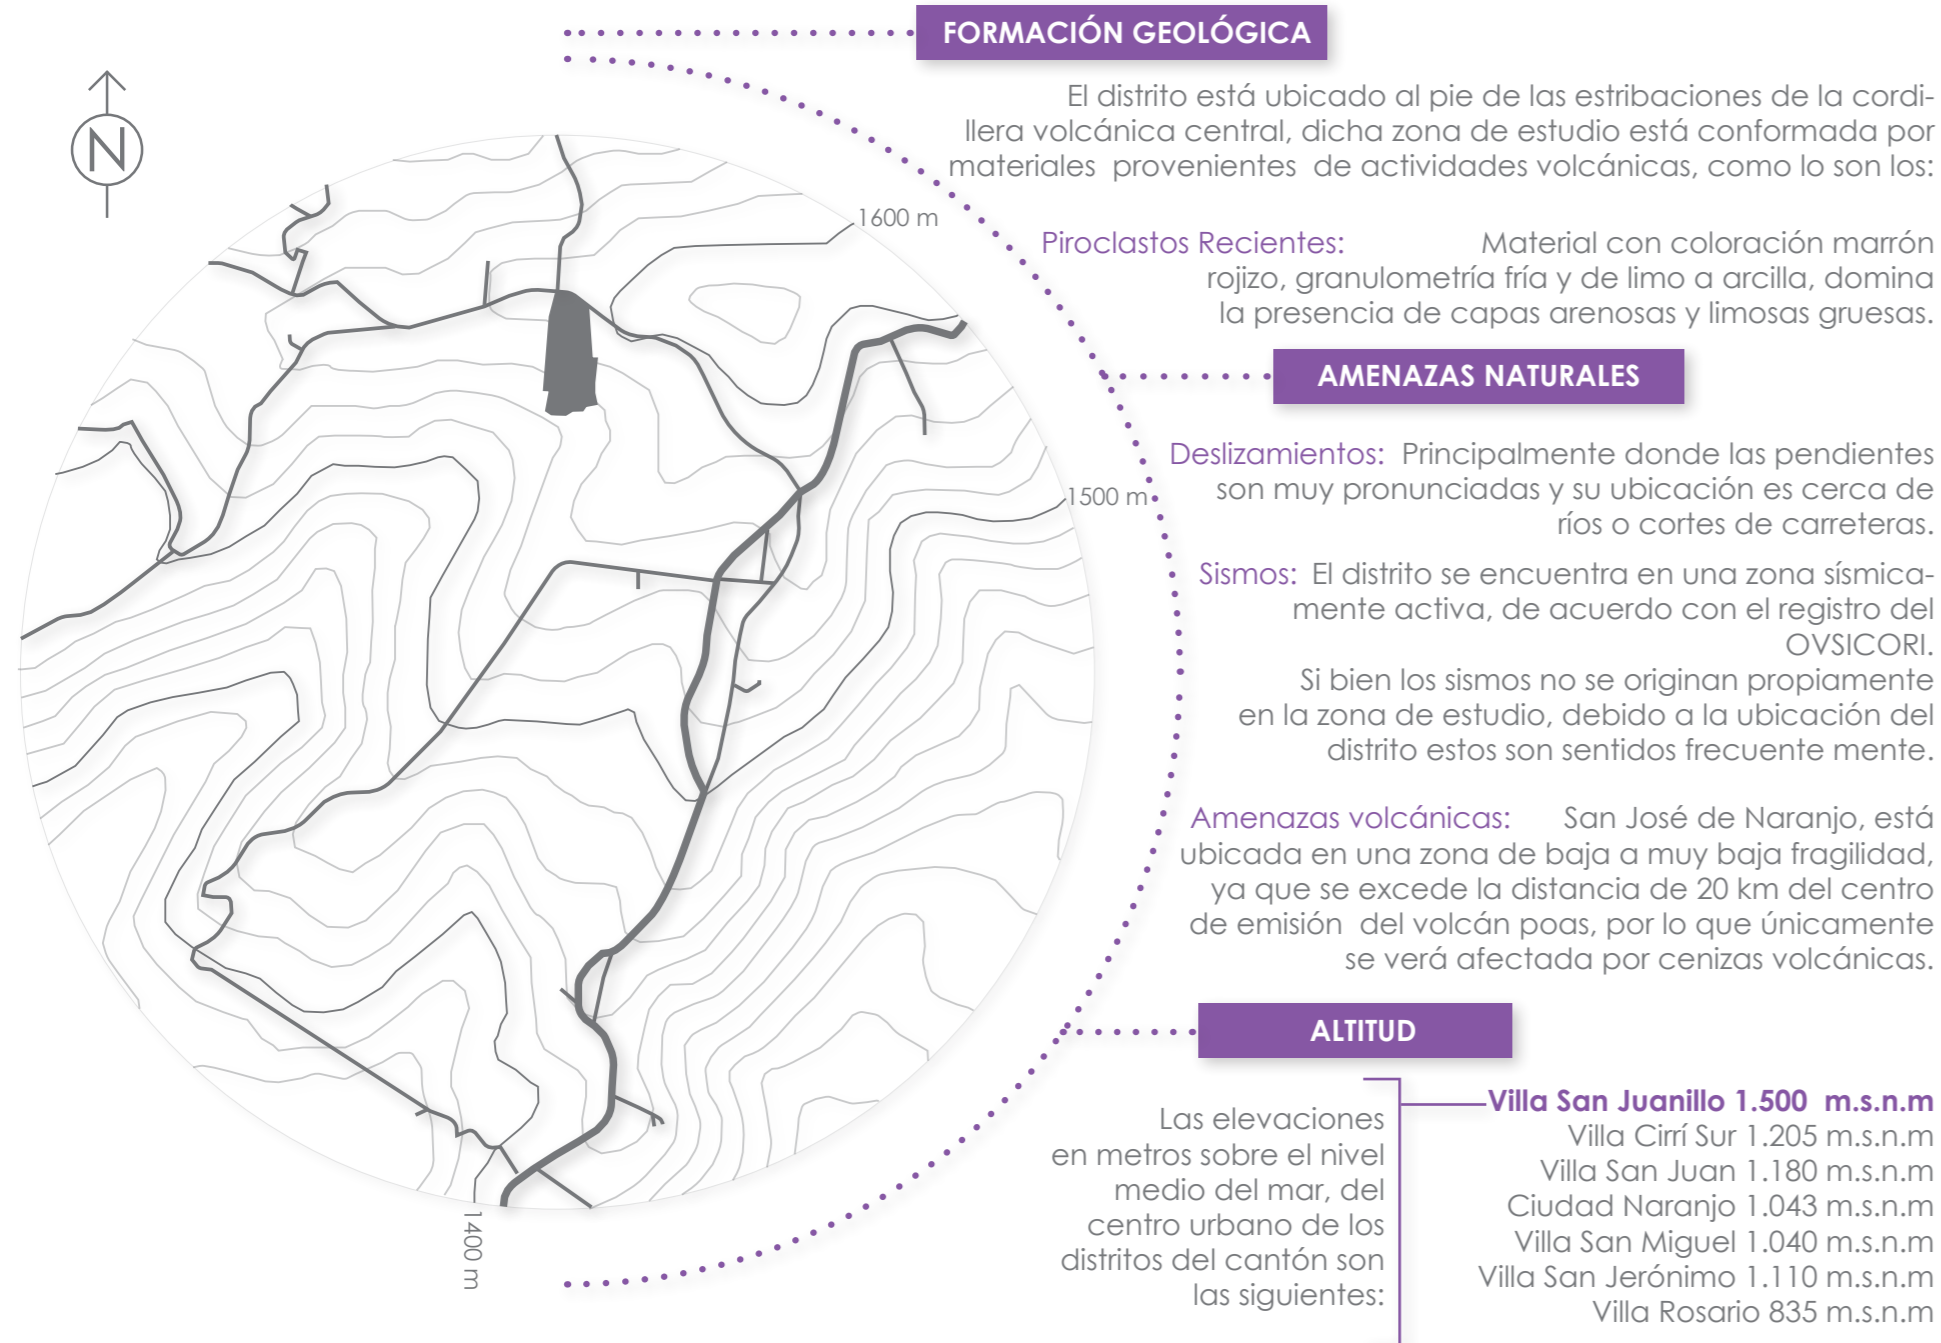 FORMACIÓN GEOLÓGICA
El distrito está ubicado al pie de las estribaciones de la cordi-
llera volcánica central, dicha zona de estudio está conformada por
materiales provenientes de actividades volcánicas, como lo son los:
N
1600 m
Piroclastos Recientes: Material con coloración marrón
rojizo, granulometría fría y de limo a arcilla, domina
la presencia de capas arenosas y limosas gruesas.
AMENAZAS NATURALES
Deslizamientos: Principalmente donde las pendientes
son muy pronunciadas y su ubicación es cerca de
ríos o cortes de carreteras.
1500 m
Sismos: El distrito se encuentra en una zona sísmica-
mente activa, de acuerdo con el registro del
OVSICORI.
Si bien los sismos no se originan propiamente
en la zona de estudio, debido a la ubicación del
distrito estos son sentidos frecuente mente.
Amenazas volcánicas: San José de Naranjo, está
ubicada en una zona de baja a muy baja fragilidad,
ya que se excede la distancia de 20 km del centro
de emisión del volcán poas, por lo que únicamente
se verá afectada por cenizas volcánicas.
ALTITUD
1400 m
Las elevaciones
en metros sobre el nivel
medio del mar, del
centro urbano de los
distritos del cantón son
las siguientes:
Villa San Juanillo 1.500 m.s.n.m
Villa Cirrí Sur 1.205 m.s.n.m
Villa San Juan 1.180 m.s.n.m
Ciudad Naranjo 1.043 m.s.n.m
Villa San Miguel 1.040 m.s.n.m
Villa San Jerónimo 1.110 m.s.n.m
Villa Rosario 835 m.s.n.m